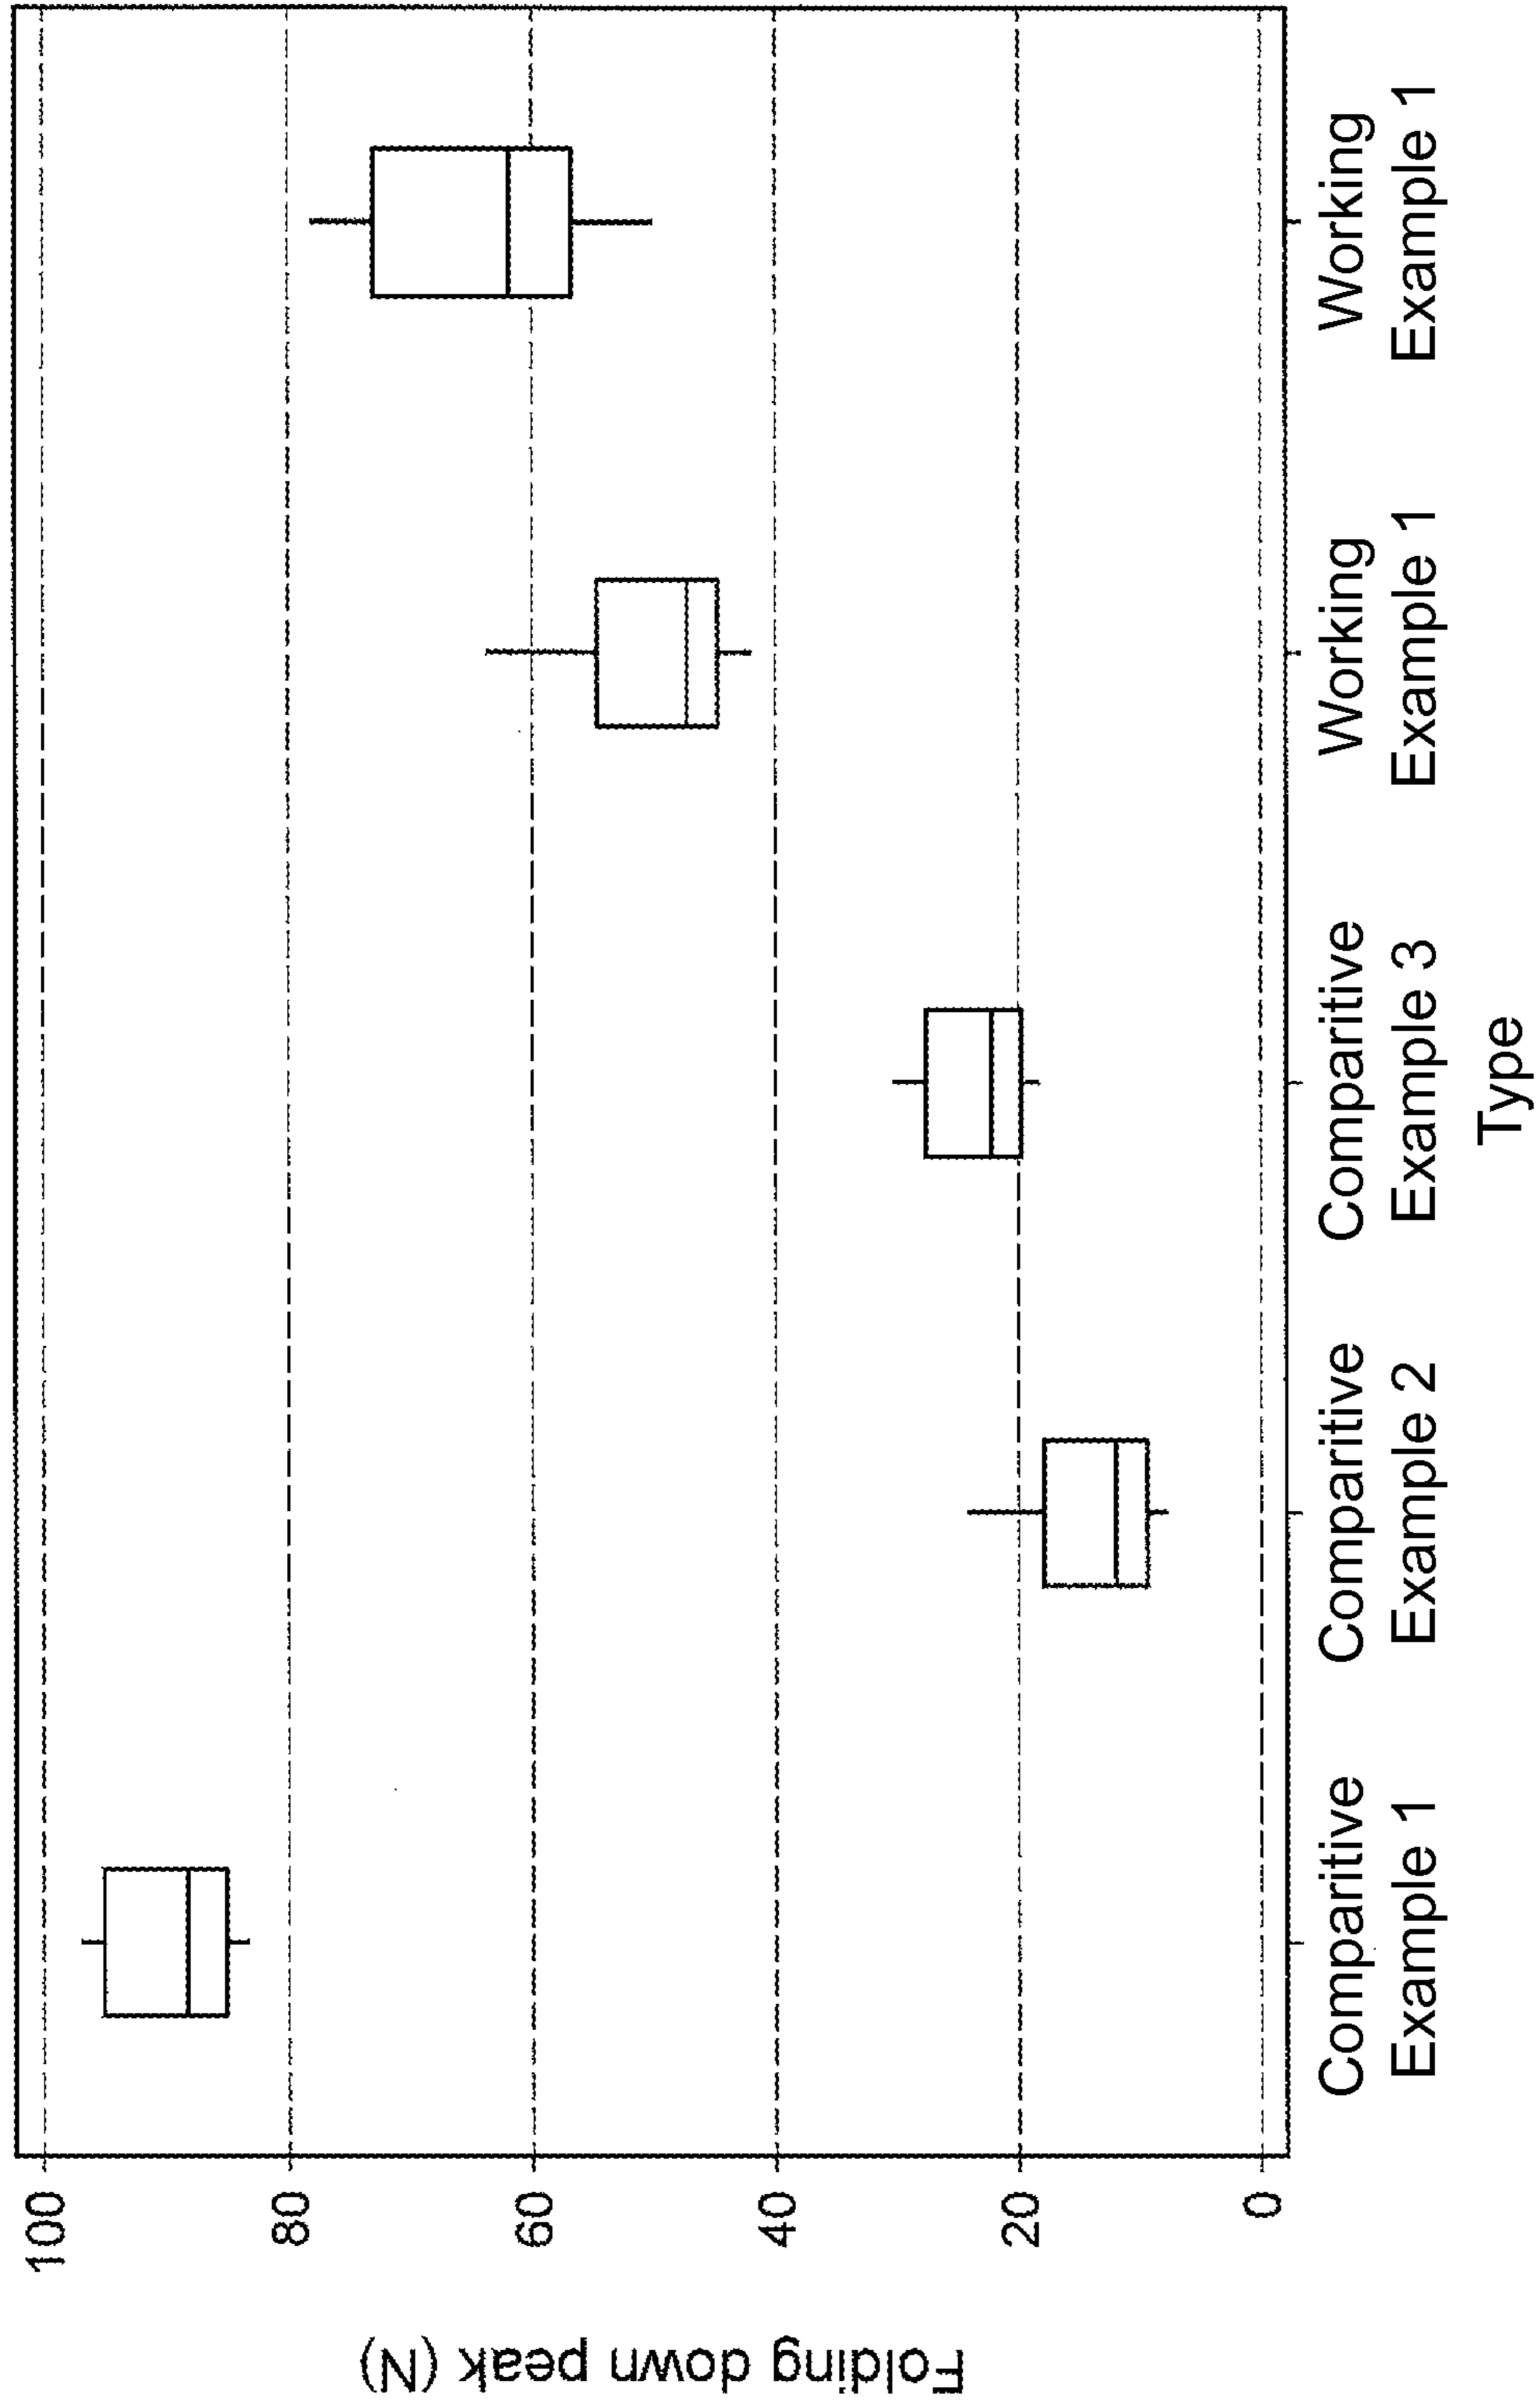 Folding down peak (N)
100
80
60
40
20
0
Comparitive
Example 1
Comparitive
Example 2
Comparitive
Example 3
Working
Example 1
Working
Example 1
Type